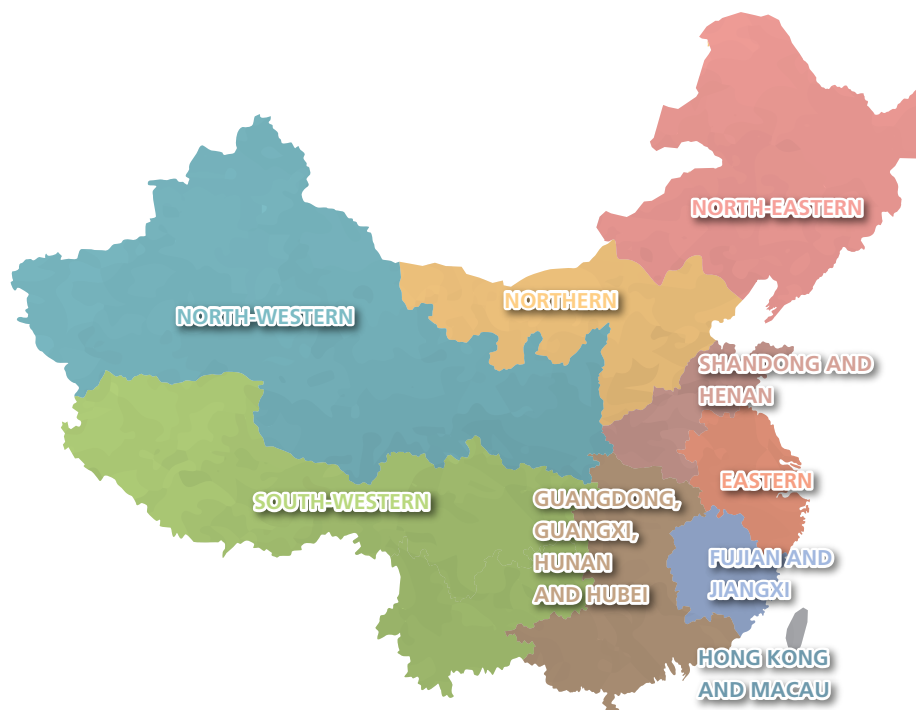 NORTH-EASTERN
NORTHERN
NORTH-WESTERN
SHANDONG AND
HENAN
EASTERN
SOUTH-WESTERN
GUANGDONG,
GUANGXI,
HUNAN
AND HUBEI
FUJIAN AND
JIANGXI
HONG KONG
AND MACAU